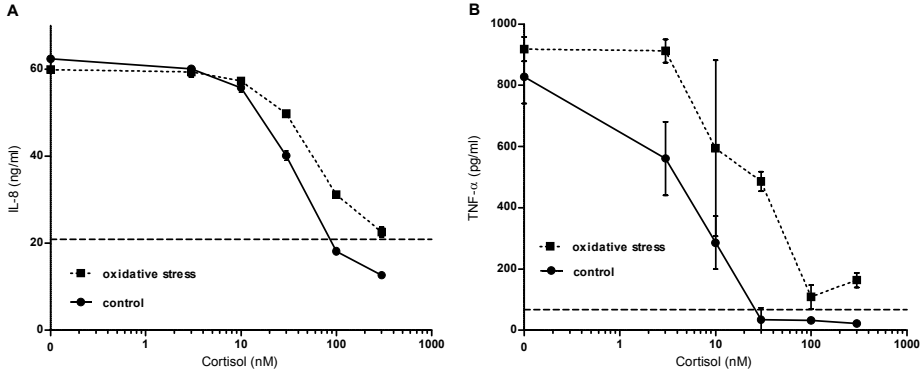 A
60
40
20
0
IL-8 (ng/ml)
oxidative stress
control
0
1
10
100
1000
Cortisol (nM)
B
1000
800
600
400
200
0
TNF-α (pg/ml)
oxidative stress
control
0
1
10
100
1000
Cortisol (nM)